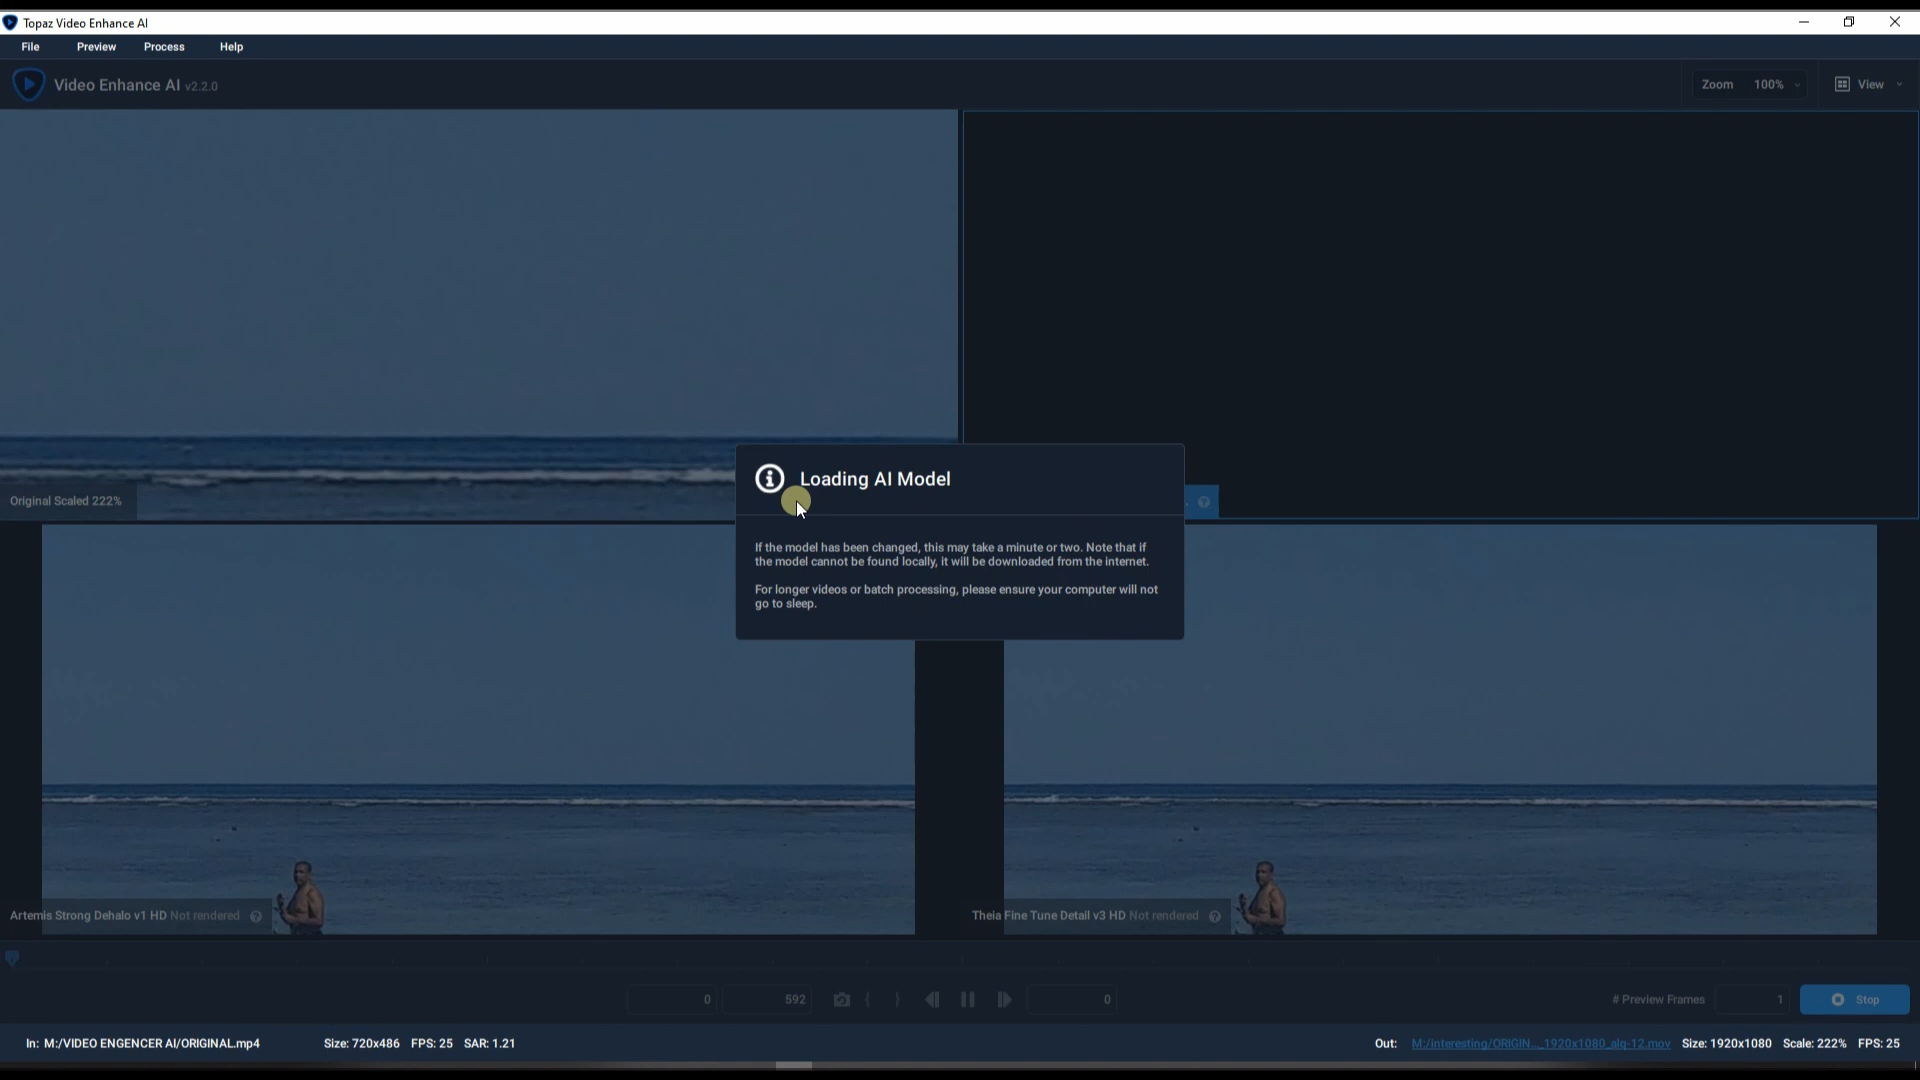 Topaz Video Enhance AI
File Preview Process Help
Video Enhance AI v2.2.0
Zoom 100%
View
Original Scaled 222%
Loading AI Model
If the model has been changed, this may take a minute or two. Note that if
the model cannot be found locally, it will be downloaded from the internet.
For longer videos or batch processing, please ensure your computer will not
go to sleep.
Artemis Strong Dehalo v1 HD Not rendered
Theia Fine Tune Detail v3 HD Not rendered
0 592 { } 0
# Preview Frames 1 Stop
In: M:/VIDEO ENGENCER AI/ORIGINAL.mp4 Size: 720x486 FPS: 25 SAR: 1.21
Out: M:/interesting/ORIGIN..._1920x1080_alq-12.mov Size: 1920x1080 Scale: 222% FPS: 25